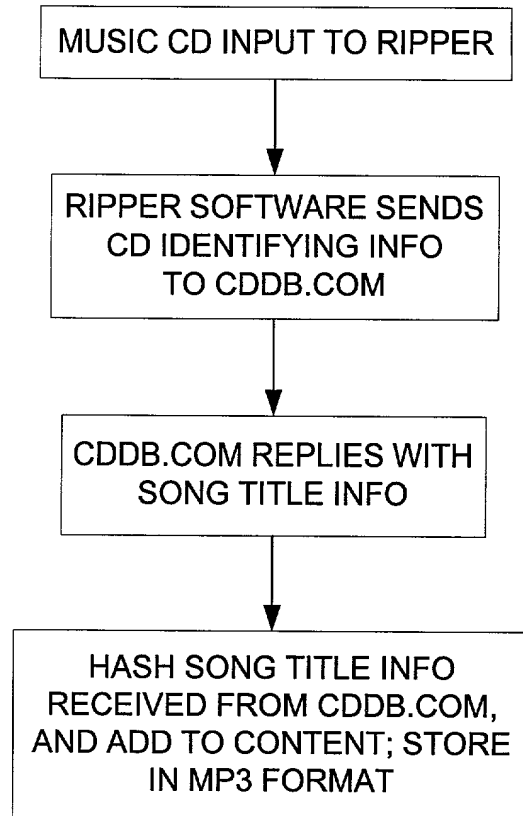 MUSIC CD INPUT TO RIPPER
RIPPER SOFTWARE SENDS
CD IDENTIFYING INFO
TO CDDB.COM
CDDB.COM REPLIES WITH
SONG TITLE INFO
HASH SONG TITLE INFO
RECEIVED FROM CDDB.COM,
AND ADD TO CONTENT; STORE
IN MP3 FORMAT